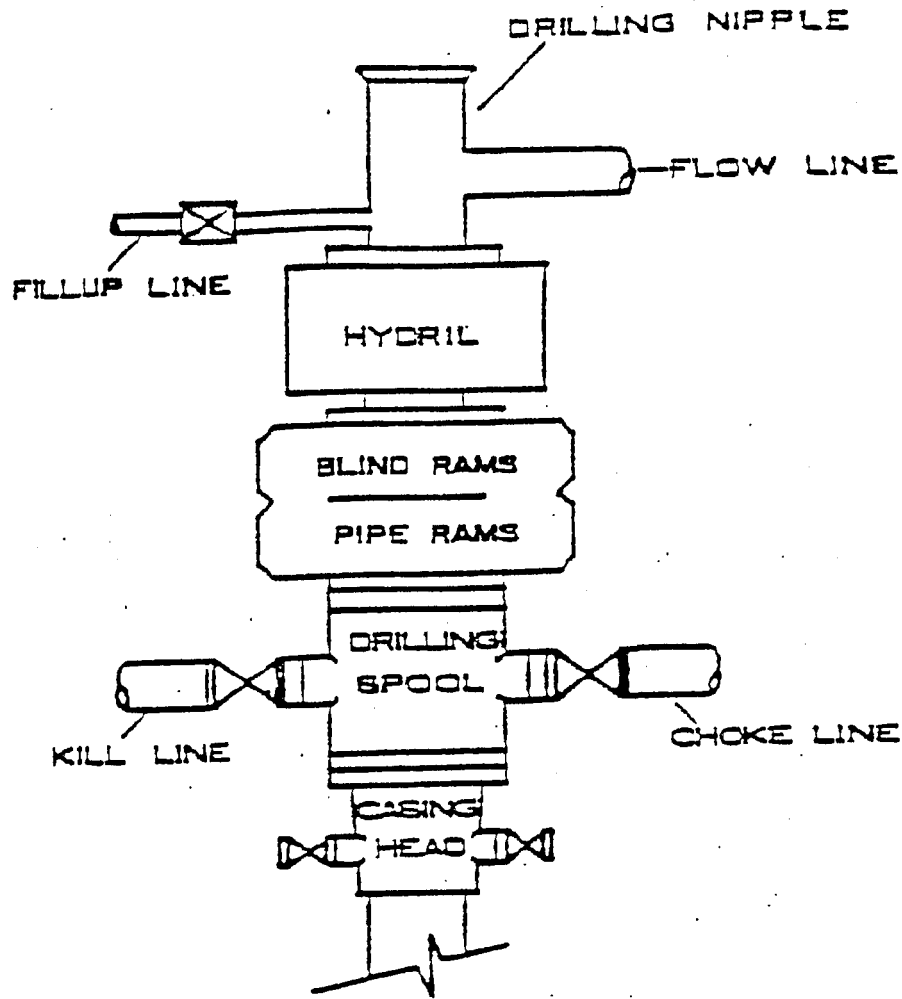 DRILLING NIPPLE
FLOW LINE
FILLUP LINE
HYDRIL
BLIND RAMS
PIPE RAMS
DRILLING
SPOOL
KILL LINE
CHOKE LINE
CASING
HEAD